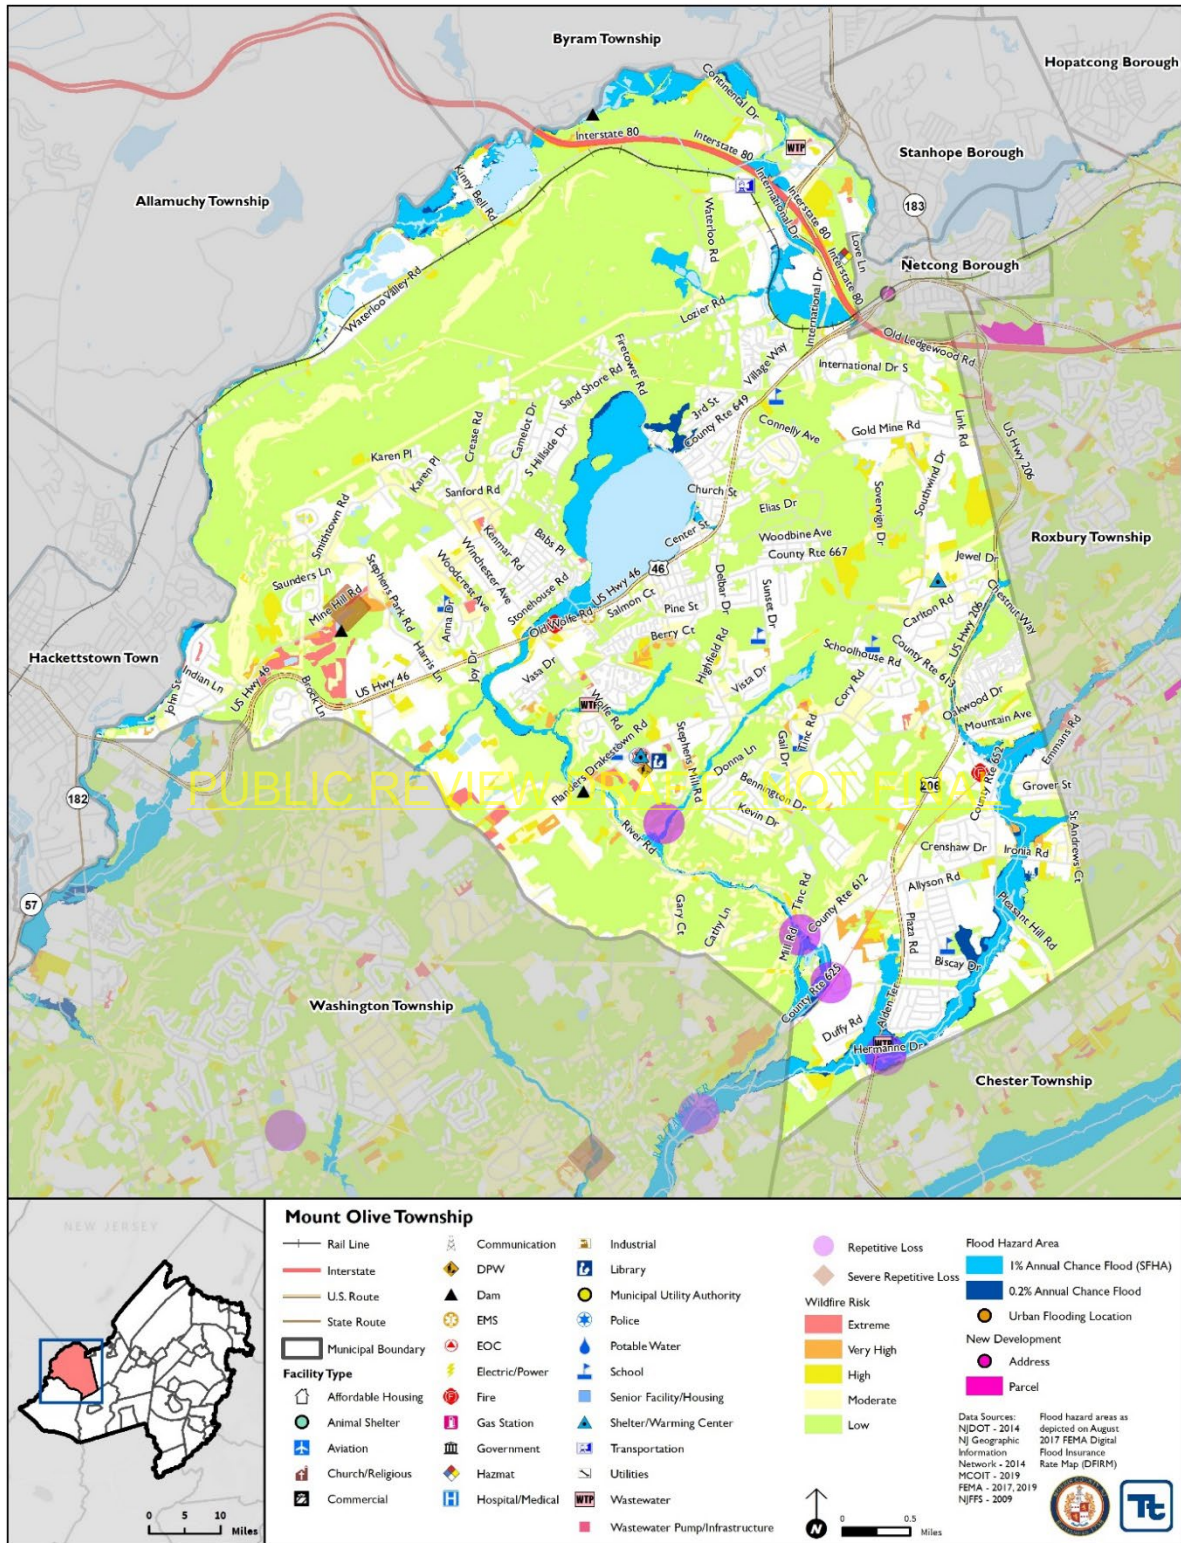 Byram Township
Hopatcong Borough
Continental Dr
Interstate 80
Interstate 80
WTP
Stanhope Borough
Kinny Bell Rd
Allamuchy Township
International Dr
Interstate 80
183
Waterloo Rd
Love Ln
Interstate 80
Netcong Borough
Waterloo Valley Rd
Lozier Rd
International Dr
Old Ledgewood Rd
Firetower Rd
Village Way
International Dr S
Sand Shore Rd
3rd St
County Rte 649
Camelot Dr
Crease Rd
S Hillside Dr
Connelly Ave
Gold Mine Rd
Link Rd
US Hwy 206
Karen Pl
Karen Pl
Sanford Rd
Church St
Southwind Dr
Sovervign Dr
Elias Dr
Smithtown Rd
Babs Pl
Center St
Woodbine Ave
Roxbury Township
Kenmar Rd
County Rte 667
Winchester Ave
46
Jewel Dr
Saunders Ln
Woodcrest Ave
Stonehouse Rd
US Hwy 46
Delbar Dr
Stephens Park Rd
Mine Hill Rd
Salmon Ct
Pine St
Sunset Dr
Carlton Rd
Chestnut Way
Anna Dr
Old Wolfe Rd
US Hwy 206
Berry Ct
Schoolhouse Rd
County Rte 613
Harris Ln
Highfield Rd
Hackettstown Town
Joy Dr
Vasa Dr
Vista Dr
Cory Rd
Indian Ln
John St
US Hwy 46
Brock Ln
US Hwy 46
Oakwood Dr
WTP
Wolfe Rd
Mountain Ave
Emmans Rd
Flanders Drakestown Rd
Stephens Mill Rd
Gail Dr
Tinc Rd
Donna Ln
County Rte 652
PUBLIC REVIEW DRAFT - NOT FINAL
Bennington Dr
206
Grover St
182
Kevin Dr
St Andrews Ct
River Rd
Crenshaw Dr
Ironia Rd
57
Tinc Rd
County Rte 612
Allyson Rd
Gary Ct
Cathy Ln
Pleasant Hill Rd
Mill Rd
Plaza Rd
Biscay Dr
County Rte 625
Washington Township
Alden Ter
Duffy Rd
WTP
Hermanne Dr
Chester Township
NEW JERSEY
0 5 10
Miles
Mount Olive Township
Rail Line
Interstate
U.S. Route
State Route
Municipal Boundary
Facility Type
Affordable Housing
Animal Shelter
Aviation
Church/Religious
Commercial
Communication
DPW
Dam
EMS
EOC
Electric/Power
Fire
Gas Station
Government
Hazmat
Hospital/Medical
Industrial
Library
Municipal Utility Authority
Police
Potable Water
School
Senior Facility/Housing
Shelter/Warming Center
Transportation
Utilities
WTP Wastewater
Wastewater Pump/Infrastructure
Repetitive Loss
Severe Repetitive Loss
Wildfire Risk
Extreme
Very High
High
Moderate
Low
N
0 0.5
Miles
Flood Hazard Area
1% Annual Chance Flood (SFHA)
0.2% Annual Chance Flood
Urban Flooding Location
New Development
Address
Parcel
Data Sources:
NJDOT - 2014
NJ Geographic
Information
Network - 2014
MCOIT - 2019
FEMA - 2017, 2019
NJFFS - 2009
Flood hazard areas as
depicted on August
2017 FEMA Digital
Flood Insurance
Rate Map (DFIRM)
Tt